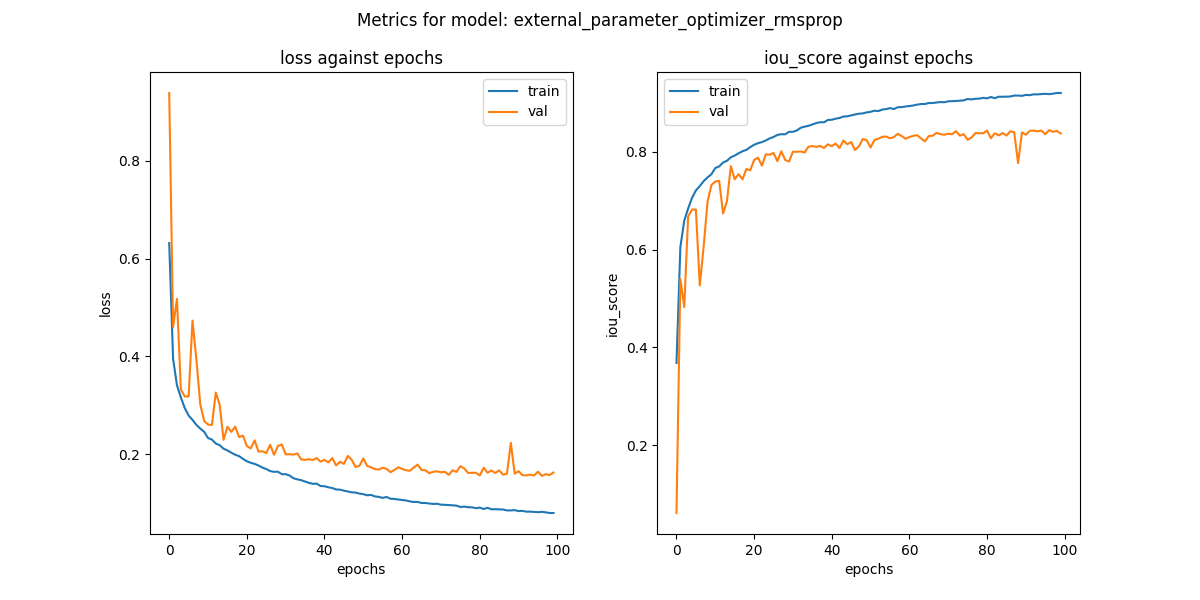 Metrics for model: external_parameter_optimizer_rmsprop
loss against epochs
train
val
0.8
0.6
0.4
0.2
loss
0 20 40 60 80 100
epochs
iou_score against epochs
train
val
0.8
0.6
0.4
0.2
iou_score
0 20 40 60 80 100
epochs